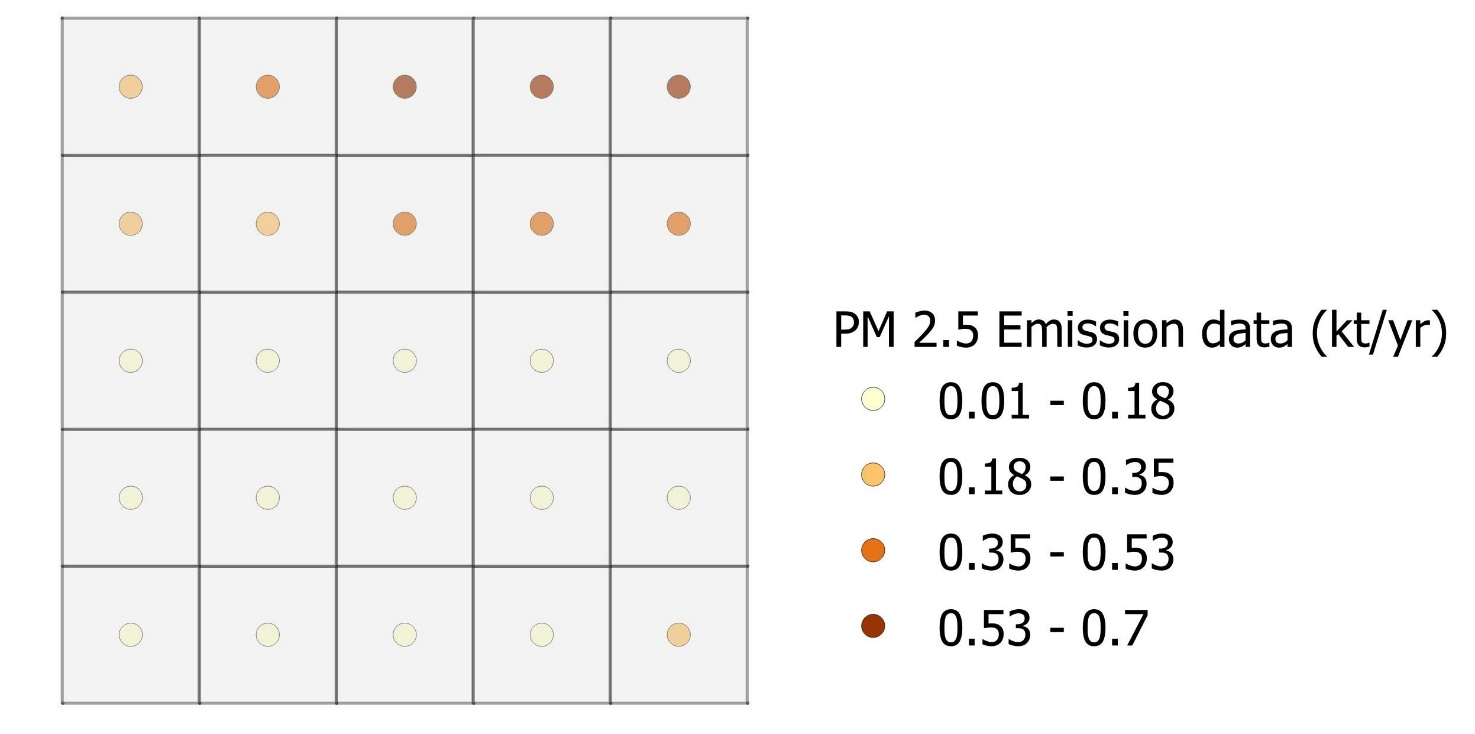 PM 2.5 Emission data (kt/yr)
0.01 - 0.18
0.18 - 0.35
0.35 - 0.53
0.53 - 0.7